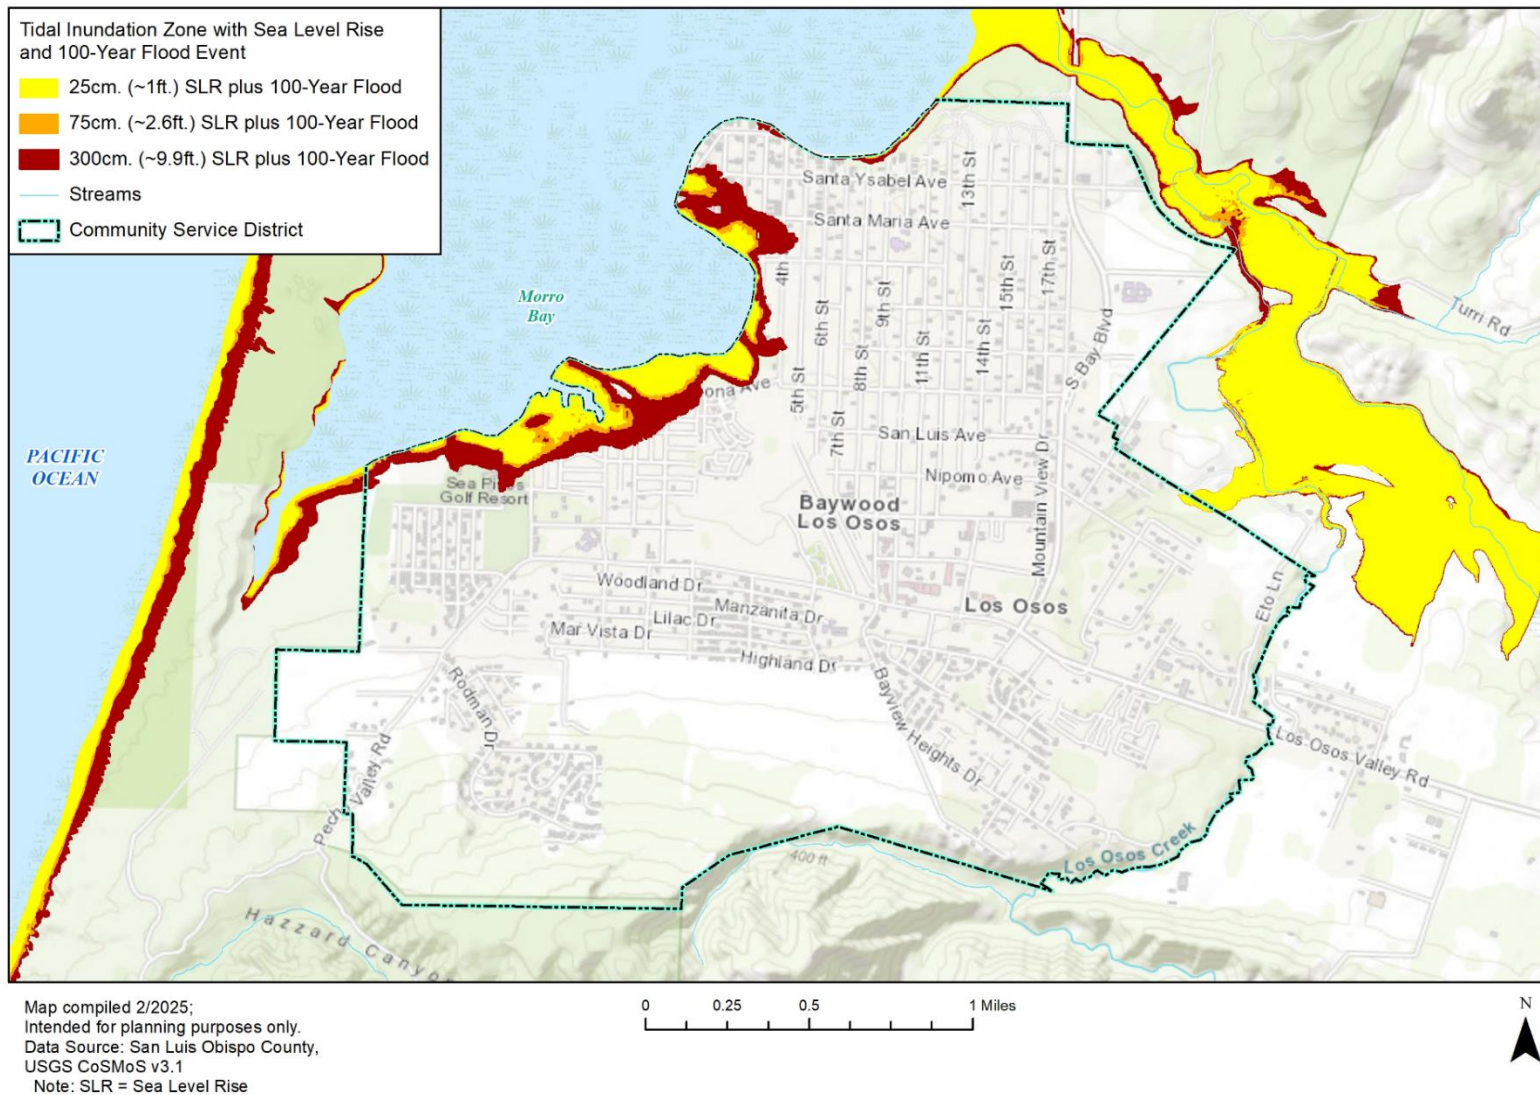 Tidal Inundation Zone with Sea Level Rise
and 100-Year Flood Event
25cm. (~1ft.) SLR plus 100-Year Flood
75cm. (~2.6ft.) SLR plus 100-Year Flood
300cm. (~9.9ft.) SLR plus 100-Year Flood
Streams
Community Service District
Santa Ysabel Ave
13th St
Santa Maria Ave
4th
17th St
15th St
9th St
6th St
Morro
Bay
Turri Rd
S Bay Blvd
14th St
11th St
8th St
5th St
ona Ave
7th St
San Luis Ave
PACIFIC
OCEAN
Nipomo Ave
Sea Pines
Golf Resort
Baywood
Los Osos
Mountain View Dr
Woodland Dr
Manzanita Dr
Los Osos
Eto Ln
Lilac Dr
Mar Vista Dr
Highland Dr
Rodman Dr
Bayview Heights Dr
Los Osos Valley Rd
Pecho Valley Rd
Los Osos Creek
400 ft
Hazzard Canyon
Map compiled 2/2025;
Intended for planning purposes only.
Data Source: San Luis Obispo County,
USGS CoSMoS v3.1
Note: SLR = Sea Level Rise
0 0.25 0.5 1 Miles
N